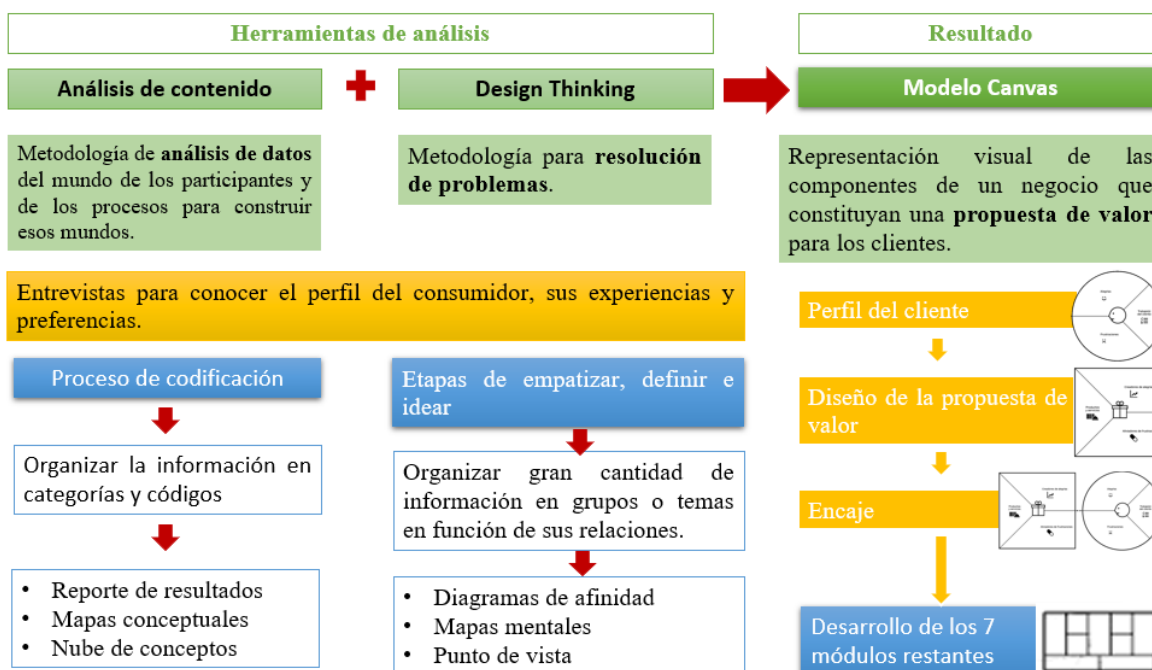 Herramientas de análisis
Resultado
Análisis de contenido
Design Thinking
Modelo Canvas
Metodología de análisis de datos
del mundo de los participantes y
de los procesos para construir
esos mundos.
Metodología para resolución
de problemas.
Representación visual de las
componentes de un negocio que
constituyan una propuesta de valor
para los clientes.
Entrevistas para conocer el perfil del consumidor, sus experiencias y
preferencias.
Proceso de codificación
Organizar la información en
categorías y códigos
• Reporte de resultados
• Mapas conceptuales
• Nube de conceptos
Etapas de empatizar, definir e
idear
Organizar gran cantidad de
información en grupos o temas
en función de sus relaciones.
• Diagramas de afinidad
• Mapas mentales
• Punto de vista
Perfil del cliente
Diseño de la propuesta de
valor
Encaje
Desarrollo de los 7
módulos restantes